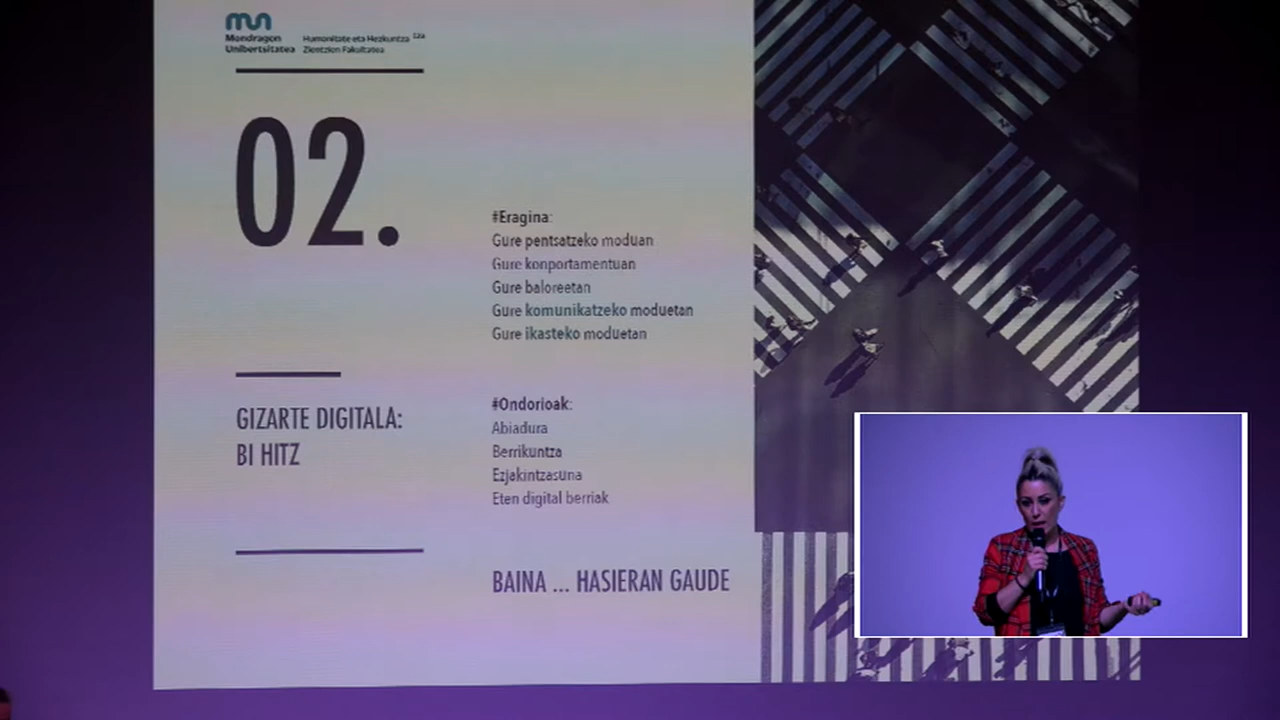 Mondragon
Unibertsitatea
Humanitate eta Hezkuntza
Zientzien Fakultatea
02.
GIZARTE DIGITALA:
BI HITZ
#Eragina:
Gure pentsatzeko moduan
Gure konportamentuan
Gure baloreetan
Gure komunikatzeko moduetan
Gure ikasteko moduetan
#Ondorioak:
Abiadura
Berrikuntza
Ezjakintzasuna
Eten digital berriak
BAINA ... HASIERAN GAUDE